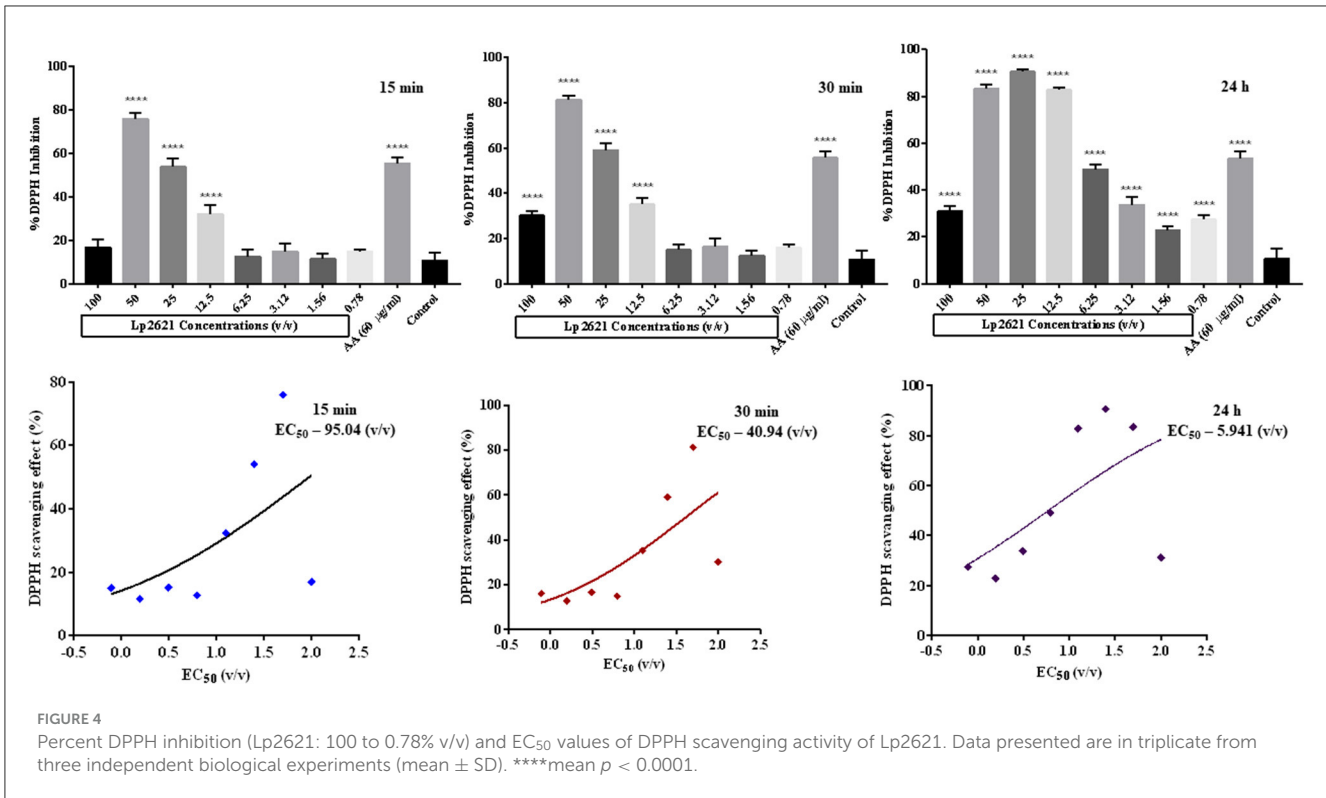 15 min
% DPPH Inhibition
100
80
60
40
20
0
****
****
****
****
100
50
25
12.5
6.25
3.12
1.56
0.78
AA (60 µg/ml)
Control
Lp2621 Concentrations (v/v)
30 min
% DPPH Inhibition
100
80
60
40
20
0
****
****
****
****
****
100
50
25
12.5
6.25
3.12
1.56
0.78
AA (60 µg/ml)
Control
Lp2621 Concentrations (v/v)
24 h
% DPPH Inhibition
100
80
60
40
20
0
****
****
****
****
****
****
****
****
****
100
50
25
12.5
6.25
3.12
1.56
0.78
AA (60 µg/ml)
Control
Lp2621 Concentrations (v/v)
15 min
EC50 – 95.04 (v/v)
DPPH scavenging effect (%)
80
60
40
20
0
-0.5 0.0 0.5 1.0 1.5 2.0 2.5
EC50 (v/v)
30 min
EC50 – 40.94 (v/v)
DPPH scavenging effect (%)
100
80
60
40
20
0
-0.5 0.0 0.5 1.0 1.5 2.0 2.5
EC50 (v/v)
24 h
EC50 – 5.941 (v/v)
DPPH scavanging effect (%)
100
80
60
40
20
0
-0.5 0.0 0.5 1.0 1.5 2.0 2.5
EC50 (v/v)
FIGURE 4
Percent DPPH inhibition (Lp2621: 100 to 0.78% v/v) and EC50 values of DPPH scavenging activity of Lp2621. Data presented are in triplicate from
three independent biological experiments (mean ± SD). ****mean p < 0.0001.